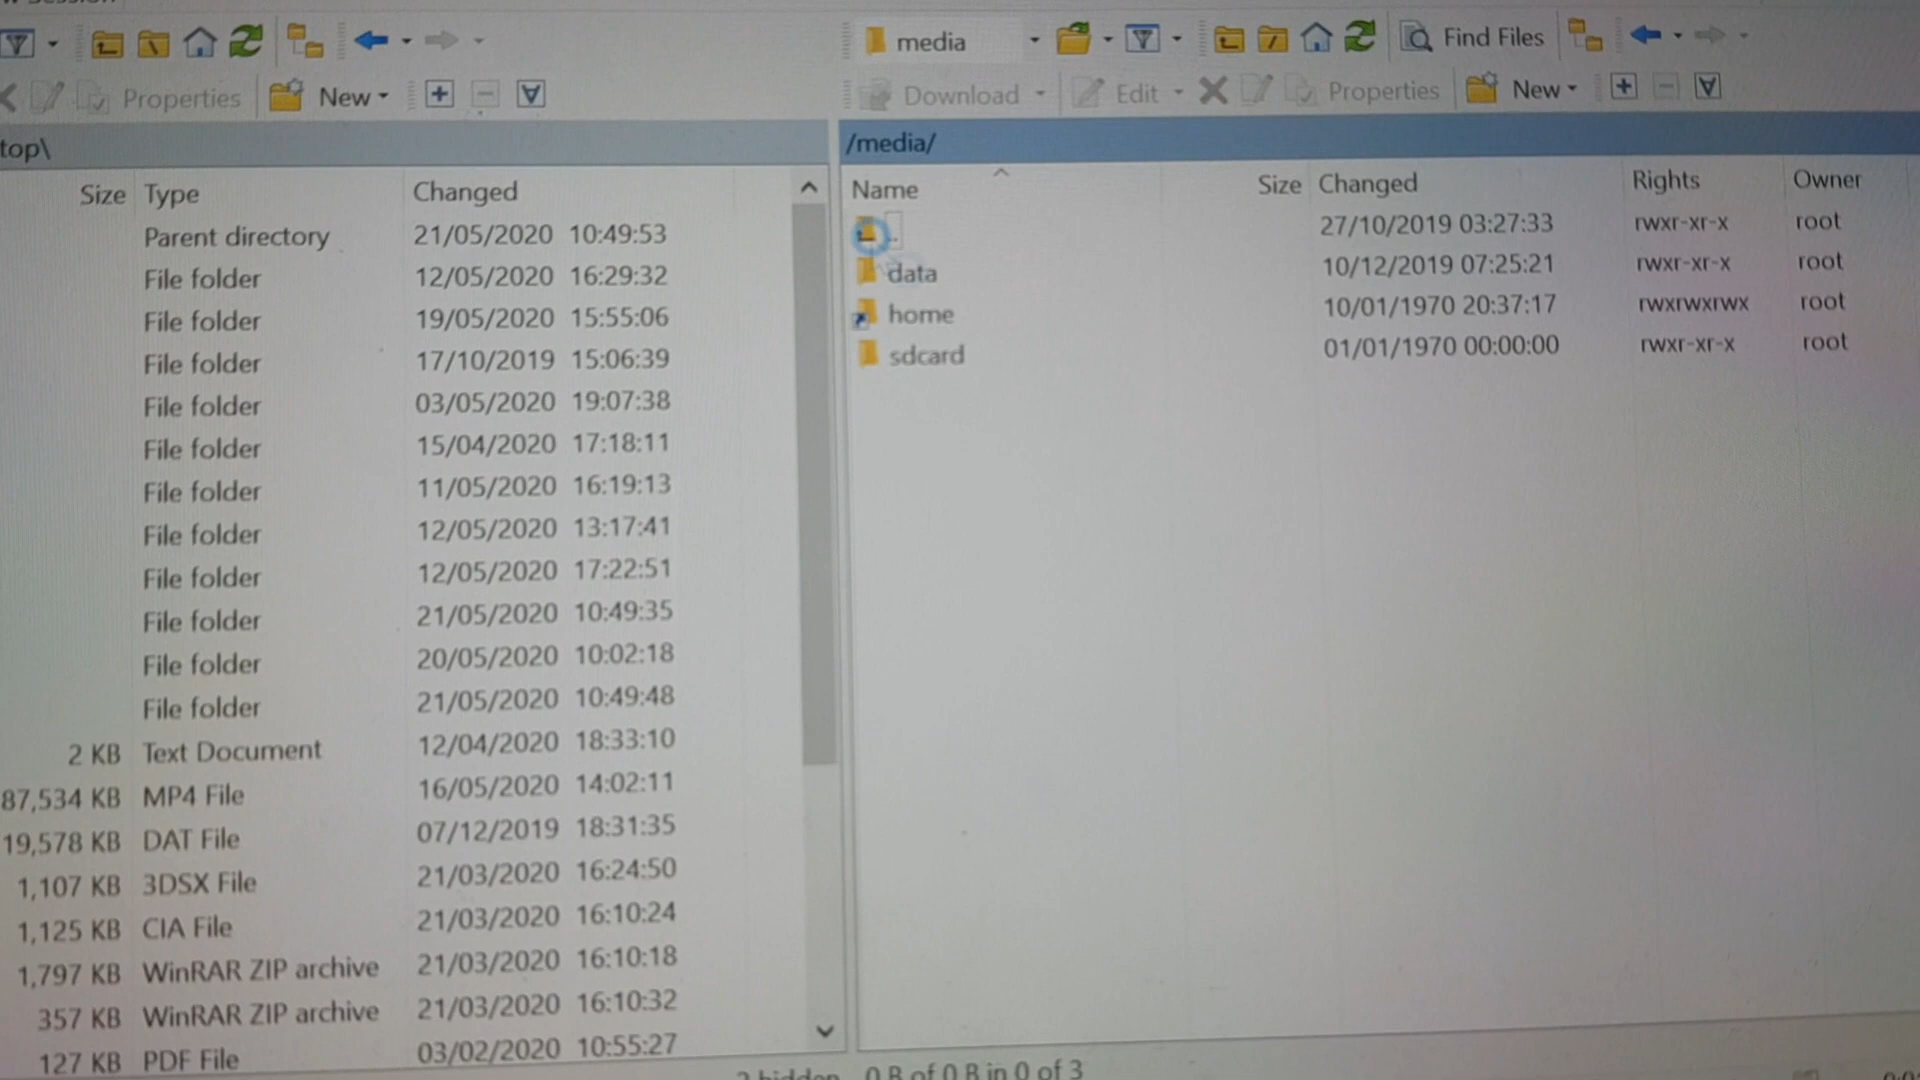 media Find Files
Properties New Download Edit Properties New
top\ /media/
Size Type Changed Name Size Changed Rights Owner
Parent directory 21/05/2020 10:49:53 .. 27/10/2019 03:27:33 rwxr-xr-x root
File folder 12/05/2020 16:29:32 data 10/12/2019 07:25:21 rwxr-xr-x root
File folder 19/05/2020 15:55:06 home 10/01/1970 20:37:17 rwxrwxrwx root
File folder 17/10/2019 15:06:39 sdcard 01/01/1970 00:00:00 rwxr-xr-x root
File folder 03/05/2020 19:07:38
File folder 15/04/2020 17:18:11
File folder 11/05/2020 16:19:13
File folder 12/05/2020 13:17:41
File folder 12/05/2020 17:22:51
File folder 21/05/2020 10:49:35
File folder 20/05/2020 10:02:18
File folder 21/05/2020 10:49:48
2 KB Text Document 12/04/2020 18:33:10
87,534 KB MP4 File 16/05/2020 14:02:11
19,578 KB DAT File 07/12/2019 18:31:35
1,107 KB 3DSX File 21/03/2020 16:24:50
1,125 KB CIA File 21/03/2020 16:10:24
1,797 KB WinRAR ZIP archive 21/03/2020 16:10:18
357 KB WinRAR ZIP archive 21/03/2020 16:10:32
127 KB PDF File 03/02/2020 10:55:27
hidden 0 B of 0 B in 0 of 3